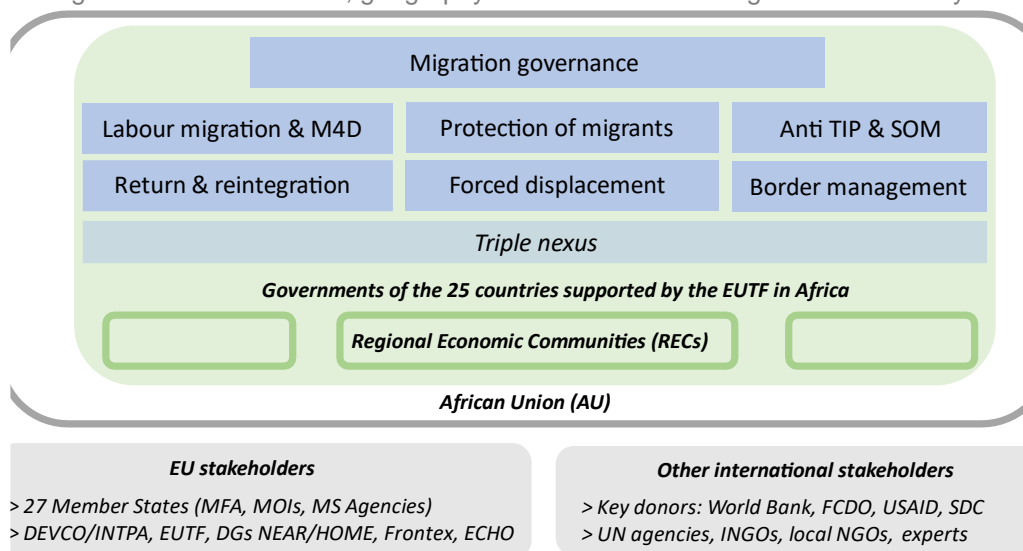 geography
Migration governance
Labour migration & M4D
Protection of migrants
Anti TIP & SOM
Return & reintegration
Forced displacement
Border management
Triple nexus
Governments of the 25 countries supported by the EUTF in Africa
Regional Economic Communities (RECs)
African Union (AU)
EU stakeholders
> 27 Member States (MFA, MOIs, MS Agencies)
> DEVCO/INTPA, EUTF, DGs NEAR/HOME, Frontex, ECHO
Other international stakeholders
> Key donors: World Bank, FCDO, USAID, SDC
> UN agencies, INGOs, local NGOs, experts